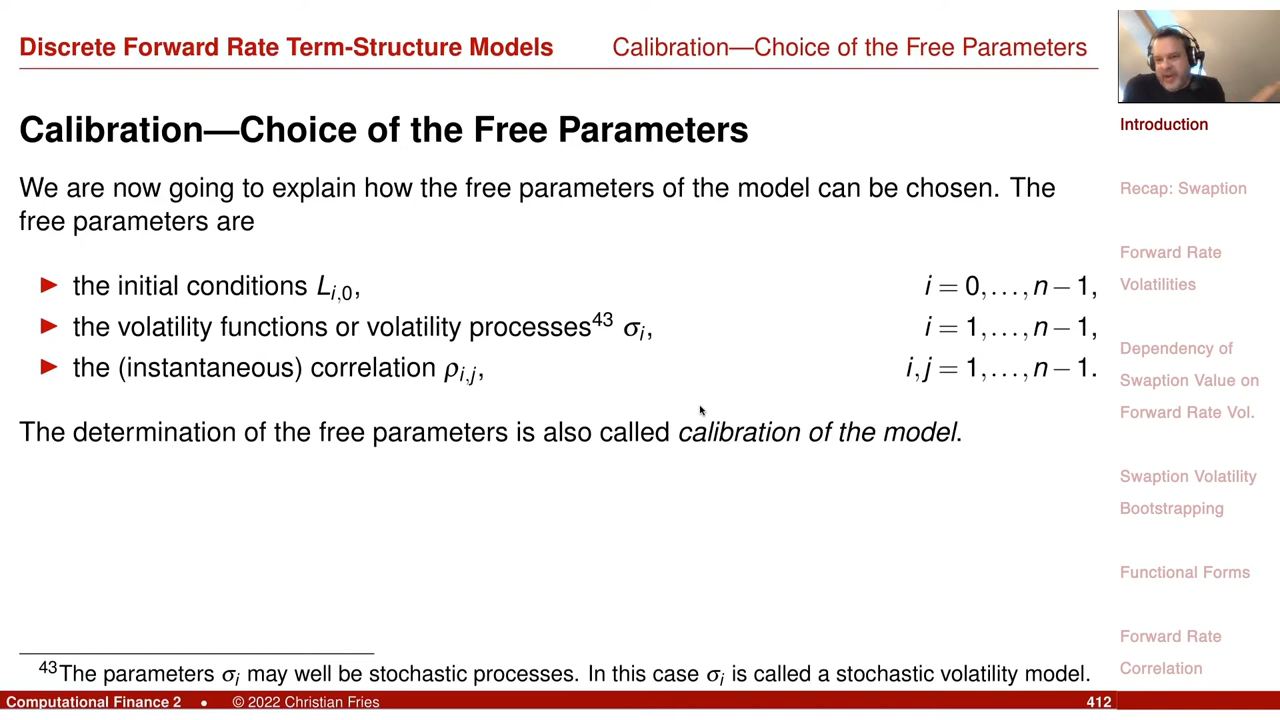 Discrete Forward Rate Term-Structure Models
Calibration—Choice of the Free Parameters
Calibration—Choice of the Free Parameters
We are now going to explain how the free parameters of the model can be chosen. The
free parameters are
▶ the initial conditions L_{i,0}, i = 0,…,n−1,
▶ the volatility functions or volatility processes⁴³ σ_i, i = 1,…,n−1,
▶ the (instantaneous) correlation ρ_{i,j}, i,j = 1,…,n−1.
The determination of the free parameters is also called calibration of the model.
⁴³The parameters σ_i may well be stochastic processes. In this case σ_i is called a stochastic volatility model.
Computational Finance 2 • © 2022 Christian Fries 412
Introduction
Recap: Swaption
Forward Rate
Volatilities
Dependency of
Swaption Value on
Forward Rate Vol.
Swaption Volatility
Bootstrapping
Functional Forms
Forward Rate
Correlation